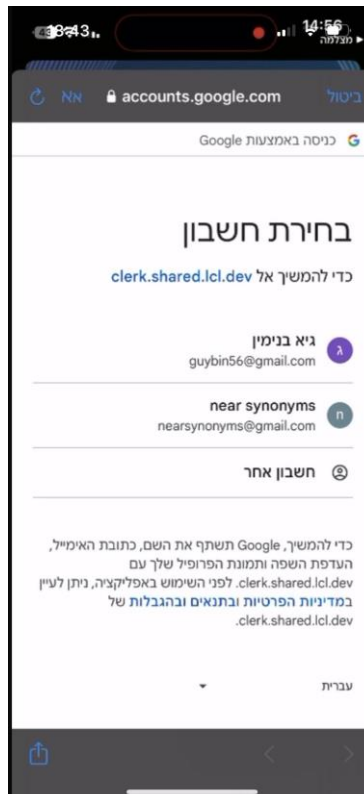 14:56
מצלמה
ביטול
accounts.google.com
אא
כניסה באמצעות Google
בחירת חשבון
כדי להמשיך אל clerk.shared.lcl.dev
ג
גיא בנימין
guybin56@gmail.com
n
near synonyms
nearsynonyms@gmail.com
חשבון אחר
כדי להמשיך, Google תשתף את השם, כתובת האימייל,
העדפת השפה ותמונת הפרופיל שלך עם
clerk.shared.lcl.dev. לפני השימוש באפליקציה, ניתן לעיין
במדיניות הפרטיות ובתנאים ובהגבלות של
clerk.shared.lcl.dev.
עברית